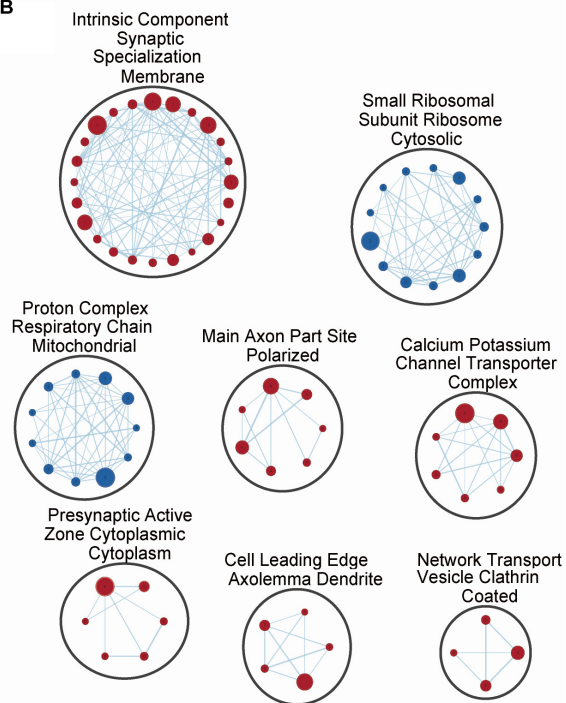 B
Intrinsic Component
Synaptic
Specialization
Membrane
Small Ribosomal
Subunit Ribosome
Cytosolic
Proton Complex
Respiratory Chain
Mitochondrial
Main Axon Part Site
Polarized
Calcium Potassium
Channel Transporter
Complex
Presynaptic Active
Zone Cytoplasmic
Cytoplasm
Cell Leading Edge
Axolemma Dendrite
Network Transport
Vesicle Clathrin
Coated